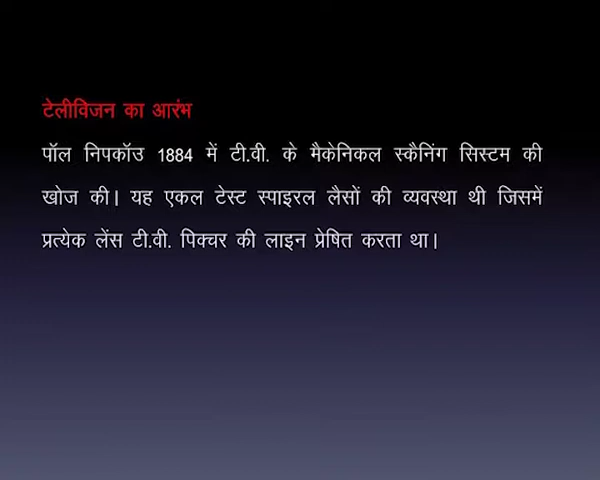 टेलीविजन का आरंभ
पॉल निपकॉउ 1884 में टी.वी. के मैकेनिकल स्कैनिंग सिस्टम की
खोज की। यह एकल टेस्ट स्पाइरल लैसों की व्यवस्था थी जिसमें
प्रत्येक लेंस टी.वी. पिक्चर की लाइन प्रेषित करता था।